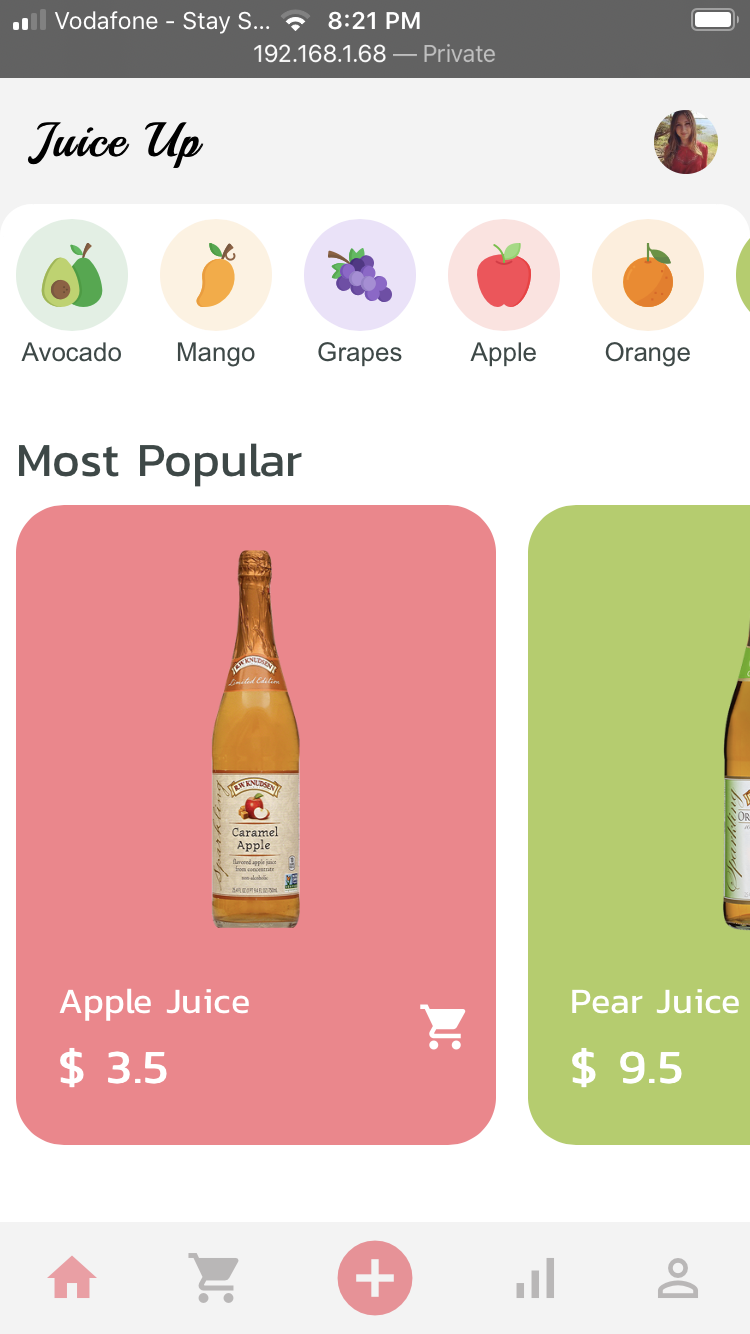 Vodafone - Stay S... 8:21 PM
192.168.1.68 — Private
Juice Up
Avocado Mango Grapes Apple Orange
Most Popular
R.W. KNUDSEN
Limited Edition
R.W. KNUDSEN
Sparkling
Caramel
Apple
flavored apple juice
from concentrate
non-alcoholic
Sparkling
Apple Juice
$ 3.5
Pear Juice
$ 9.5